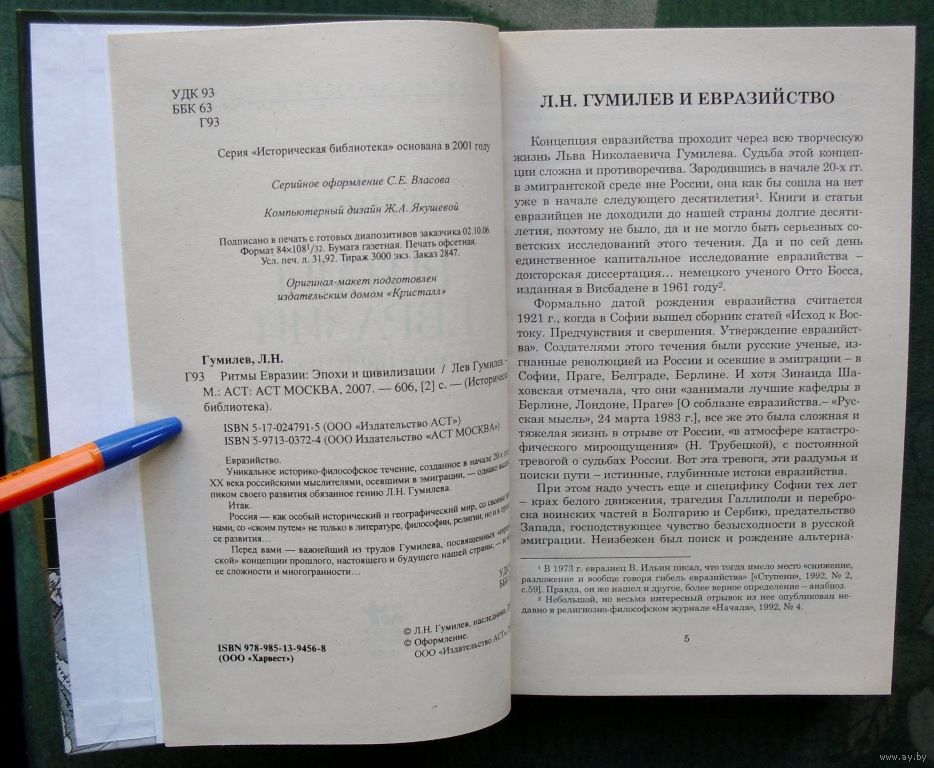 УДК 93
ББК 63
Г93
Серия «Историческая библиотека» основана в 2001 году
Серийное оформление С.Е. Власова
Компьютерный дизайн Ж.А. Якушевой
Подписано в печать с готовых диапозитивов заказчика 02.10.06.
Формат 84×108 1/32. Бумага газетная. Печать офсетная.
Усл. печ. л. 31,92. Тираж 3000 экз. Заказ 2847.
Оригинал-макет подготовлен
издательским домом «Кристалл»
Гумилев, Л.Н.
Г93 Ритмы Евразии: Эпохи и цивилизации / Лев Гумилев –
М.: АСТ: АСТ МОСКВА, 2007. — 606, [2] с. — (Историческая
библиотека).
ISBN 5-17-024791-5 (ООО «Издательство АСТ»)
ISBN 5-9713-0372-4 (ООО Издательство «АСТ МОСКВА»)
Евразийство.
Уникальное историко-философское течение, созданное в начале 20-х
XX века российскими мыслителями, осевшими в эмиграции, — однако
пиком своего развития обязанное гению Л.Н. Гумилева.
Итак.
Россия — как особый исторический и географический мир, со своими
нами, со «своим путем» не только в литературе, философии, религии, но и в
се развития...
Перед вами — важнейший из трудов Гумилева, посвященных
ской» концепции прошлого, настоящего и будущего нашей страны, —
ее сложности и многогранности...
УДК
ББК
© Л.Н. Гумилев, наследники,
© Оформление.
ООО «Издательство АСТ»,
ISBN 978-985-13-9456-8
(ООО «Харвест»)
Л.Н. ГУМИЛЕВ И ЕВРАЗИЙСТВО
Концепция евразийства проходит через всю творческую
жизнь Льва Николаевича Гумилева. Судьба этой концеп-
ции сложна и противоречива. Зародившись в начале 20-х гг.
в эмигрантской среде вне России, она как бы сошла на нет
уже в начале следующего десятилетия¹. Книги и статьи
евразийцев не доходили до нашей страны долгие десяти-
летия, поэтому не было, да и не могло быть серьезных со-
ветских исследований этого течения. Да и по сей день
единственное капитальное исследование евразийства –
докторская диссертация... немецкого ученого Отто Босса,
изданная в Висбадене в 1961 году².
Формально датой рождения евразийства считается
1921 г., когда в Софии вышел сборник статей «Исход к Вос-
току. Предчувствия и свершения. Утверждение евразийст-
ва». Создателями этого течения были русские ученые, из-
гнанные революцией из России и осевшие в эмиграции – в
Софии, Праге, Белграде, Берлине. И хотя Зинаида Ша-
ховская отмечала, что они «занимали лучшие кафедры в
Берлине, Лондоне, Праге» [О соблазне евразийства.– «Рус-
ская мысль», 24 марта 1983 г.], все же это была сложная и
тяжелая жизнь в отрыве от России, «в атмосфере катастро-
фического мироощущения» (Н. Трубецкой), с постоянной
тревогой о судьбах России. Вот эта тревога, эти раздумья и
поиски пути – истинные, глубинные истоки евразийства.
При этом надо учесть еще и специфику Софии тех лет
– крах белого движения, трагедия Галлиполи и перебро-
ска воинских частей в Болгарию и Сербию, предательство
Запада, господствующее чувство безысходности в русской
эмиграции. Неизбежен был поиск и рождение альтерна-
¹ В 1973 г. евразиец В. Ильин писал, что тогда имело место «снижение,
разложение и вообще говоря гибель евразийства» [«Ступени», 1992, № 2,
с.59]. Правда, он же нашел и другое, более верное определение – анабиоз.
² Небольшой, но весьма интересный отрывок из нее опубликован не-
давно в религиозно-философском журнале «Начала», 1992, № 4.
5
www.ay.by